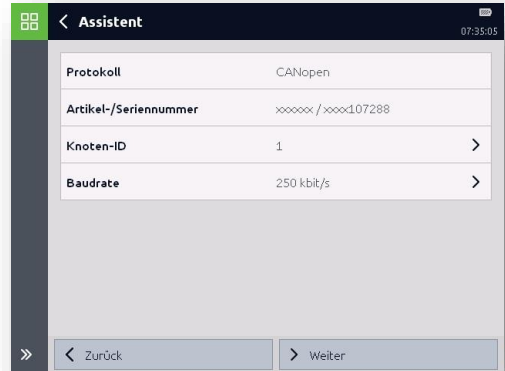 Assistent
07:35:05
Protokoll CANopen
Artikel-/Seriennummer xxxxxx / xxxx107288
Knoten-ID 1
Baudrate 250 kbit/s
Zurück Weiter